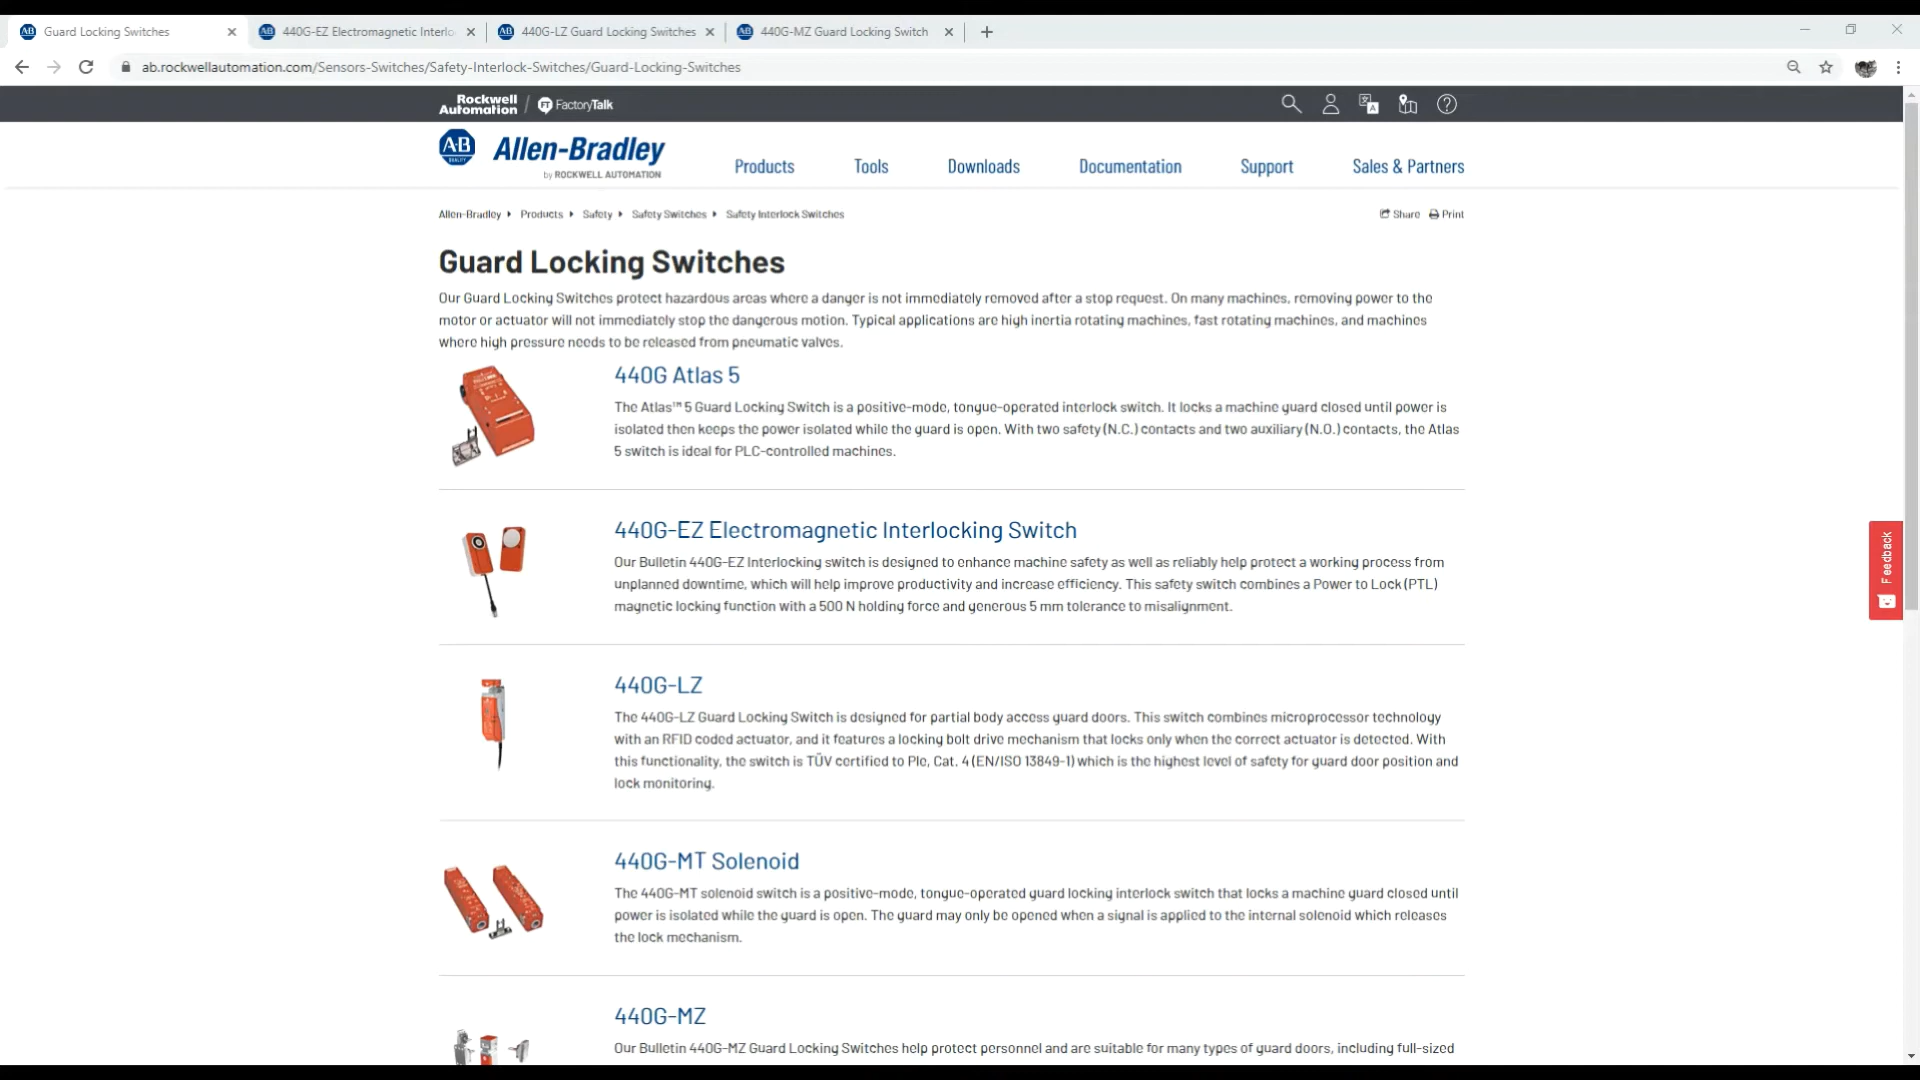 Guard Locking Switches
440G-EZ Electromagnetic Interlo
440G-LZ Guard Locking Switches
440G-MZ Guard Locking Switch
ab.rockwellautomation.com/Sensors-Switches/Safety-Interlock-Switches/Guard-Locking-Switches
Rockwell Automation / FactoryTalk
Allen-Bradley
by ROCKWELL AUTOMATION
Products Tools Downloads Documentation Support Sales & Partners
Allen-Bradley Products Safety Safety Switches Safety Interlock Switches
Share Print
Guard Locking Switches
Our Guard Locking Switches protect hazardous areas where a danger is not immediately removed after a stop request. On many machines, removing power to the
motor or actuator will not immediately stop the dangerous motion. Typical applications are high inertia rotating machines, fast rotating machines, and machines
where high pressure needs to be released from pneumatic valves.
440G Atlas 5
The Atlas™ 5 Guard Locking Switch is a positive-mode, tongue-operated interlock switch. It locks a machine guard closed until power is
isolated then keeps the power isolated while the guard is open. With two safety (N.C.) contacts and two auxiliary (N.O.) contacts, the Atlas
5 switch is ideal for PLC-controlled machines.
440G-EZ Electromagnetic Interlocking Switch
Our Bulletin 440G-EZ Interlocking switch is designed to enhance machine safety as well as reliably help protect a working process from
unplanned downtime, which will help improve productivity and increase efficiency. This safety switch combines a Power to Lock (PTL)
magnetic locking function with a 500 N holding force and generous 5 mm tolerance to misalignment.
440G-LZ
The 440G-LZ Guard Locking Switch is designed for partial body access guard doors. This switch combines microprocessor technology
with an RFID coded actuator, and it features a locking bolt drive mechanism that locks only when the correct actuator is detected. With
this functionality, the switch is TÜV certified to Ple, Cat. 4 (EN/ISO 13849-1) which is the highest level of safety for guard door position and
lock monitoring.
440G-MT Solenoid
The 440G-MT solenoid switch is a positive-mode, tongue-operated guard locking interlock switch that locks a machine guard closed until
power is isolated while the guard is open. The guard may only be opened when a signal is applied to the internal solenoid which releases
the lock mechanism.
440G-MZ
Our Bulletin 440G-MZ Guard Locking Switches help protect personnel and are suitable for many types of guard doors, including full-sized
Feedback